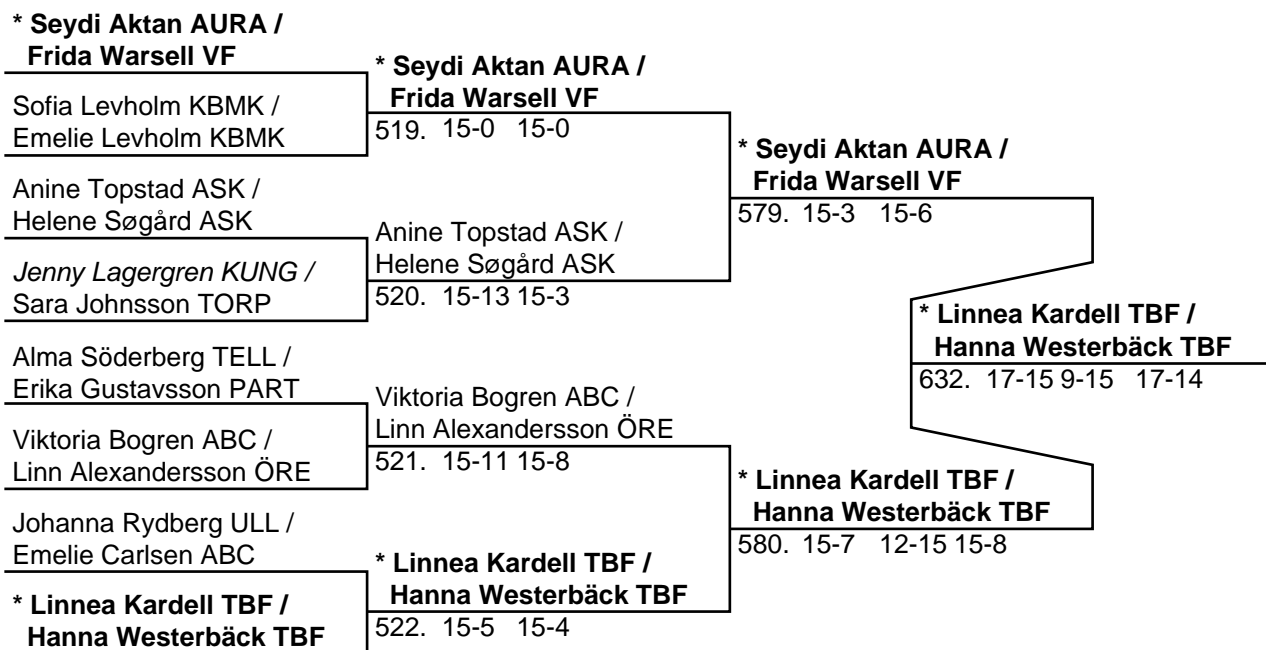 * Seydi Aktan AURA /
Frida Warsell VF
Sofia Levholm KBMK /
Emelie Levholm KBMK
Anine Topstad ASK /
Helene Søgård ASK
Jenny Lagergren KUNG /
Sara Johnsson TORP
Alma Söderberg TELL /
Erika Gustavsson PART
Viktoria Bogren ABC /
Linn Alexandersson ÖRE
Johanna Rydberg ULL /
Emelie Carlsen ABC
* Linnea Kardell TBF /
Hanna Westerbäck TBF
* Seydi Aktan AURA /
Frida Warsell VF
519. 15-0 15-0
Anine Topstad ASK /
Helene Søgård ASK
520. 15-13 15-3
Viktoria Bogren ABC /
Linn Alexandersson ÖRE
521. 15-11 15-8
* Linnea Kardell TBF /
Hanna Westerbäck TBF
522. 15-5 15-4
* Seydi Aktan AURA /
Frida Warsell VF
579. 15-3 15-6
* Linnea Kardell TBF /
Hanna Westerbäck TBF
580. 15-7 12-15 15-8
* Linnea Kardell TBF /
Hanna Westerbäck TBF
632. 17-15 9-15 17-14